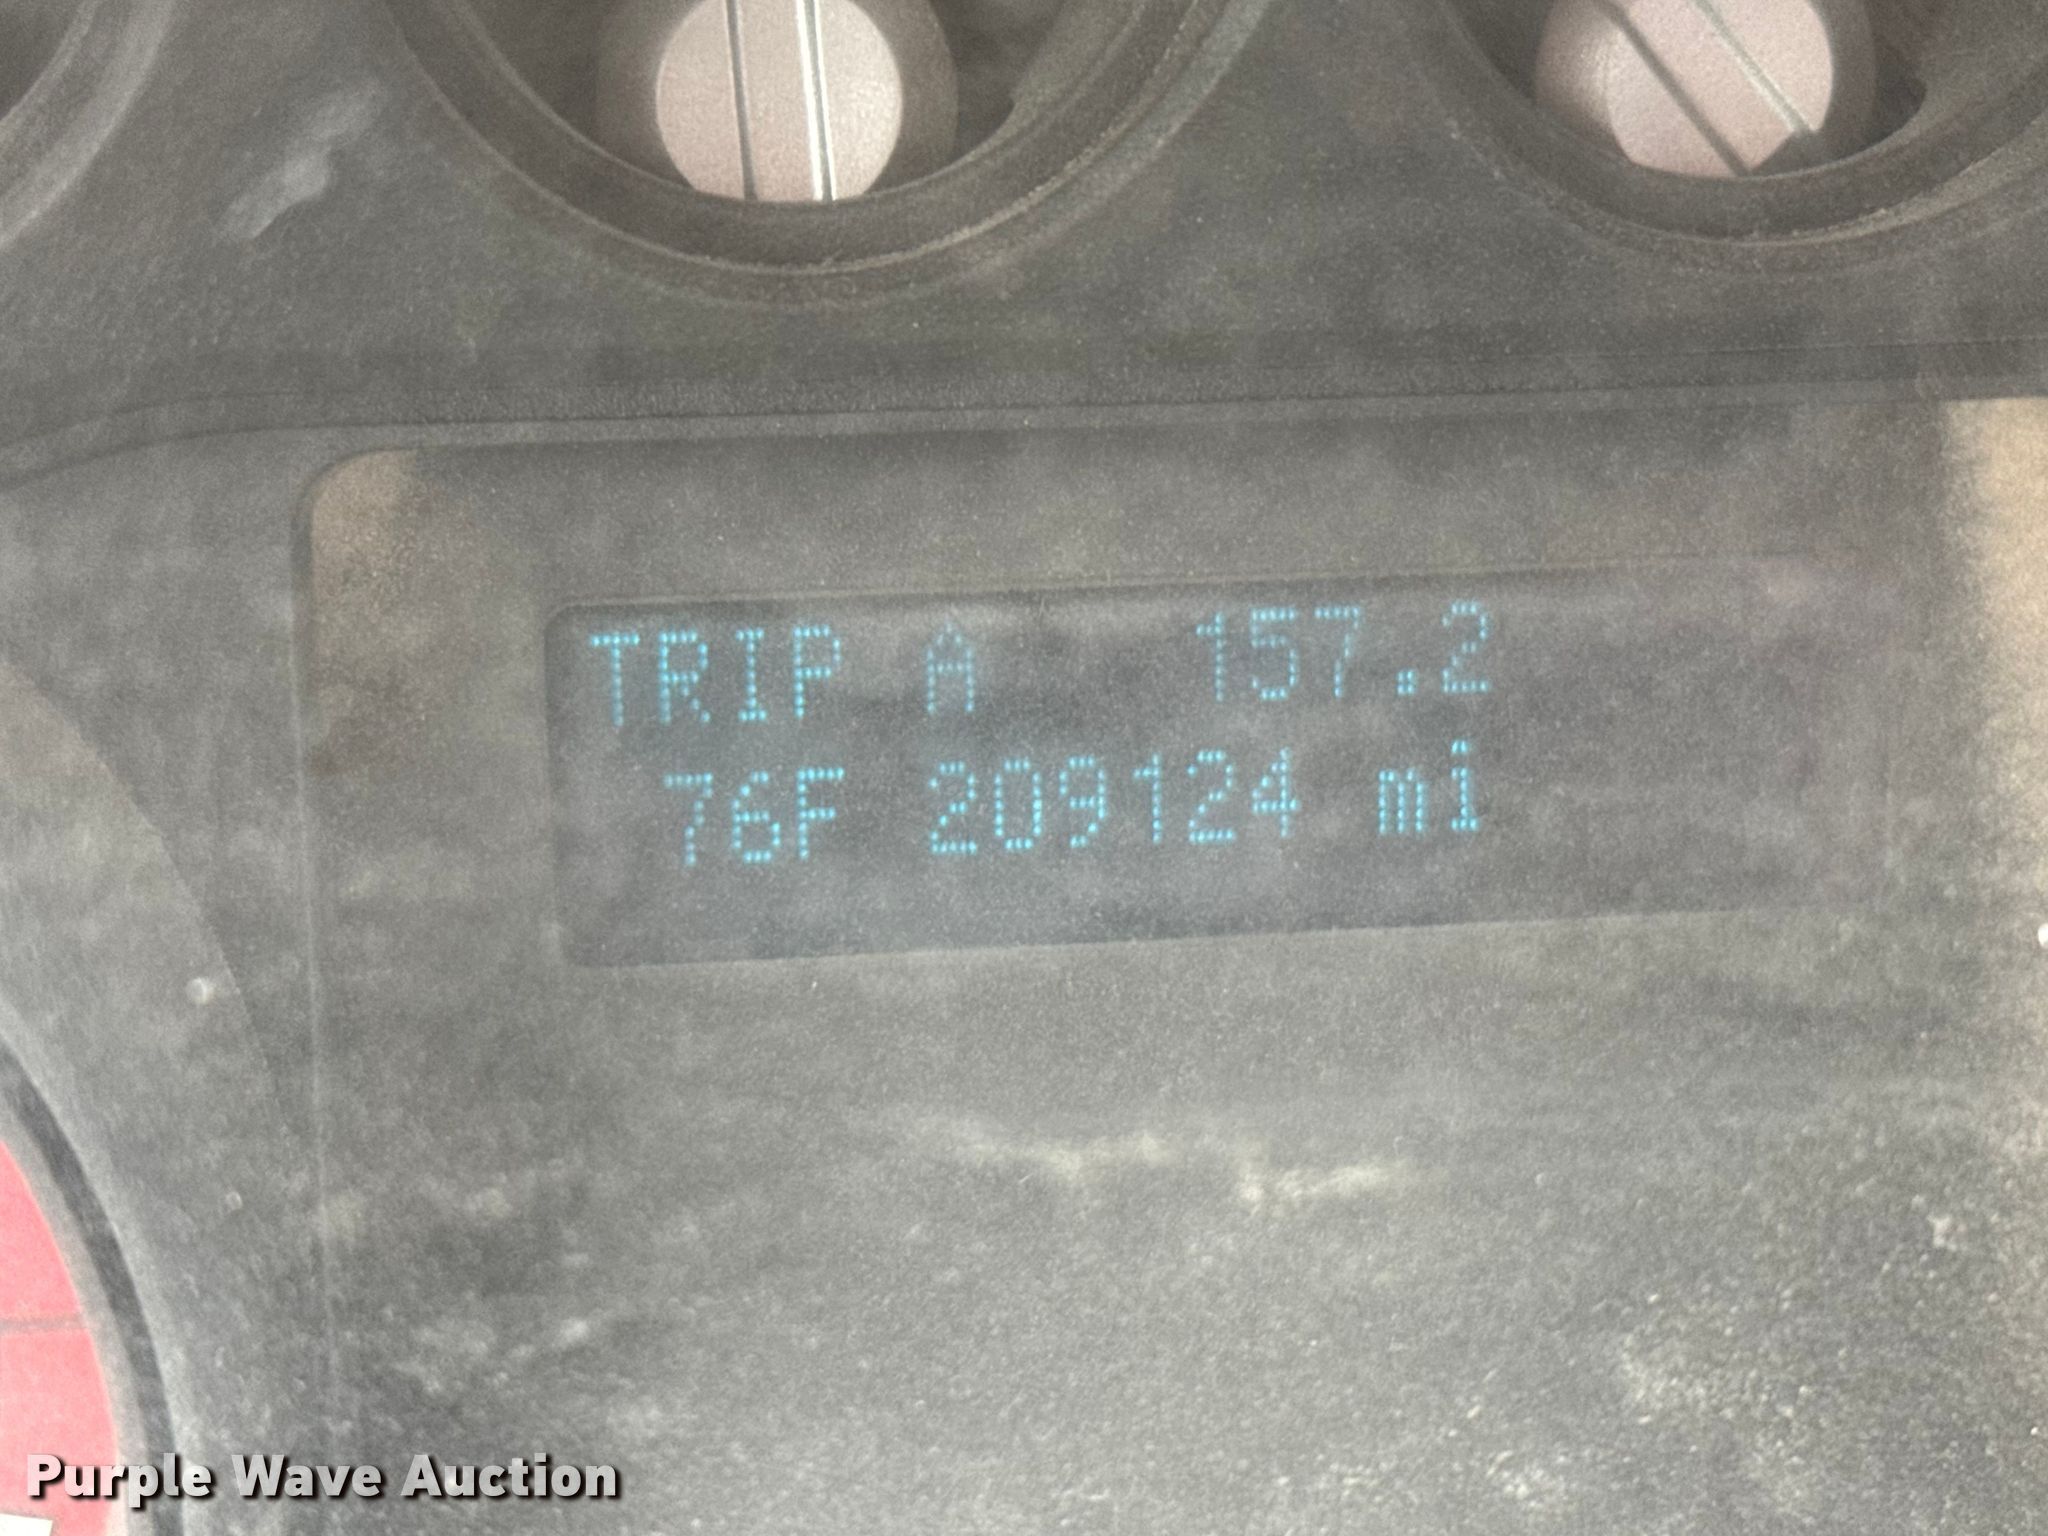 TRIP A 157.2
76F 209124 mi
Purple Wave Auction